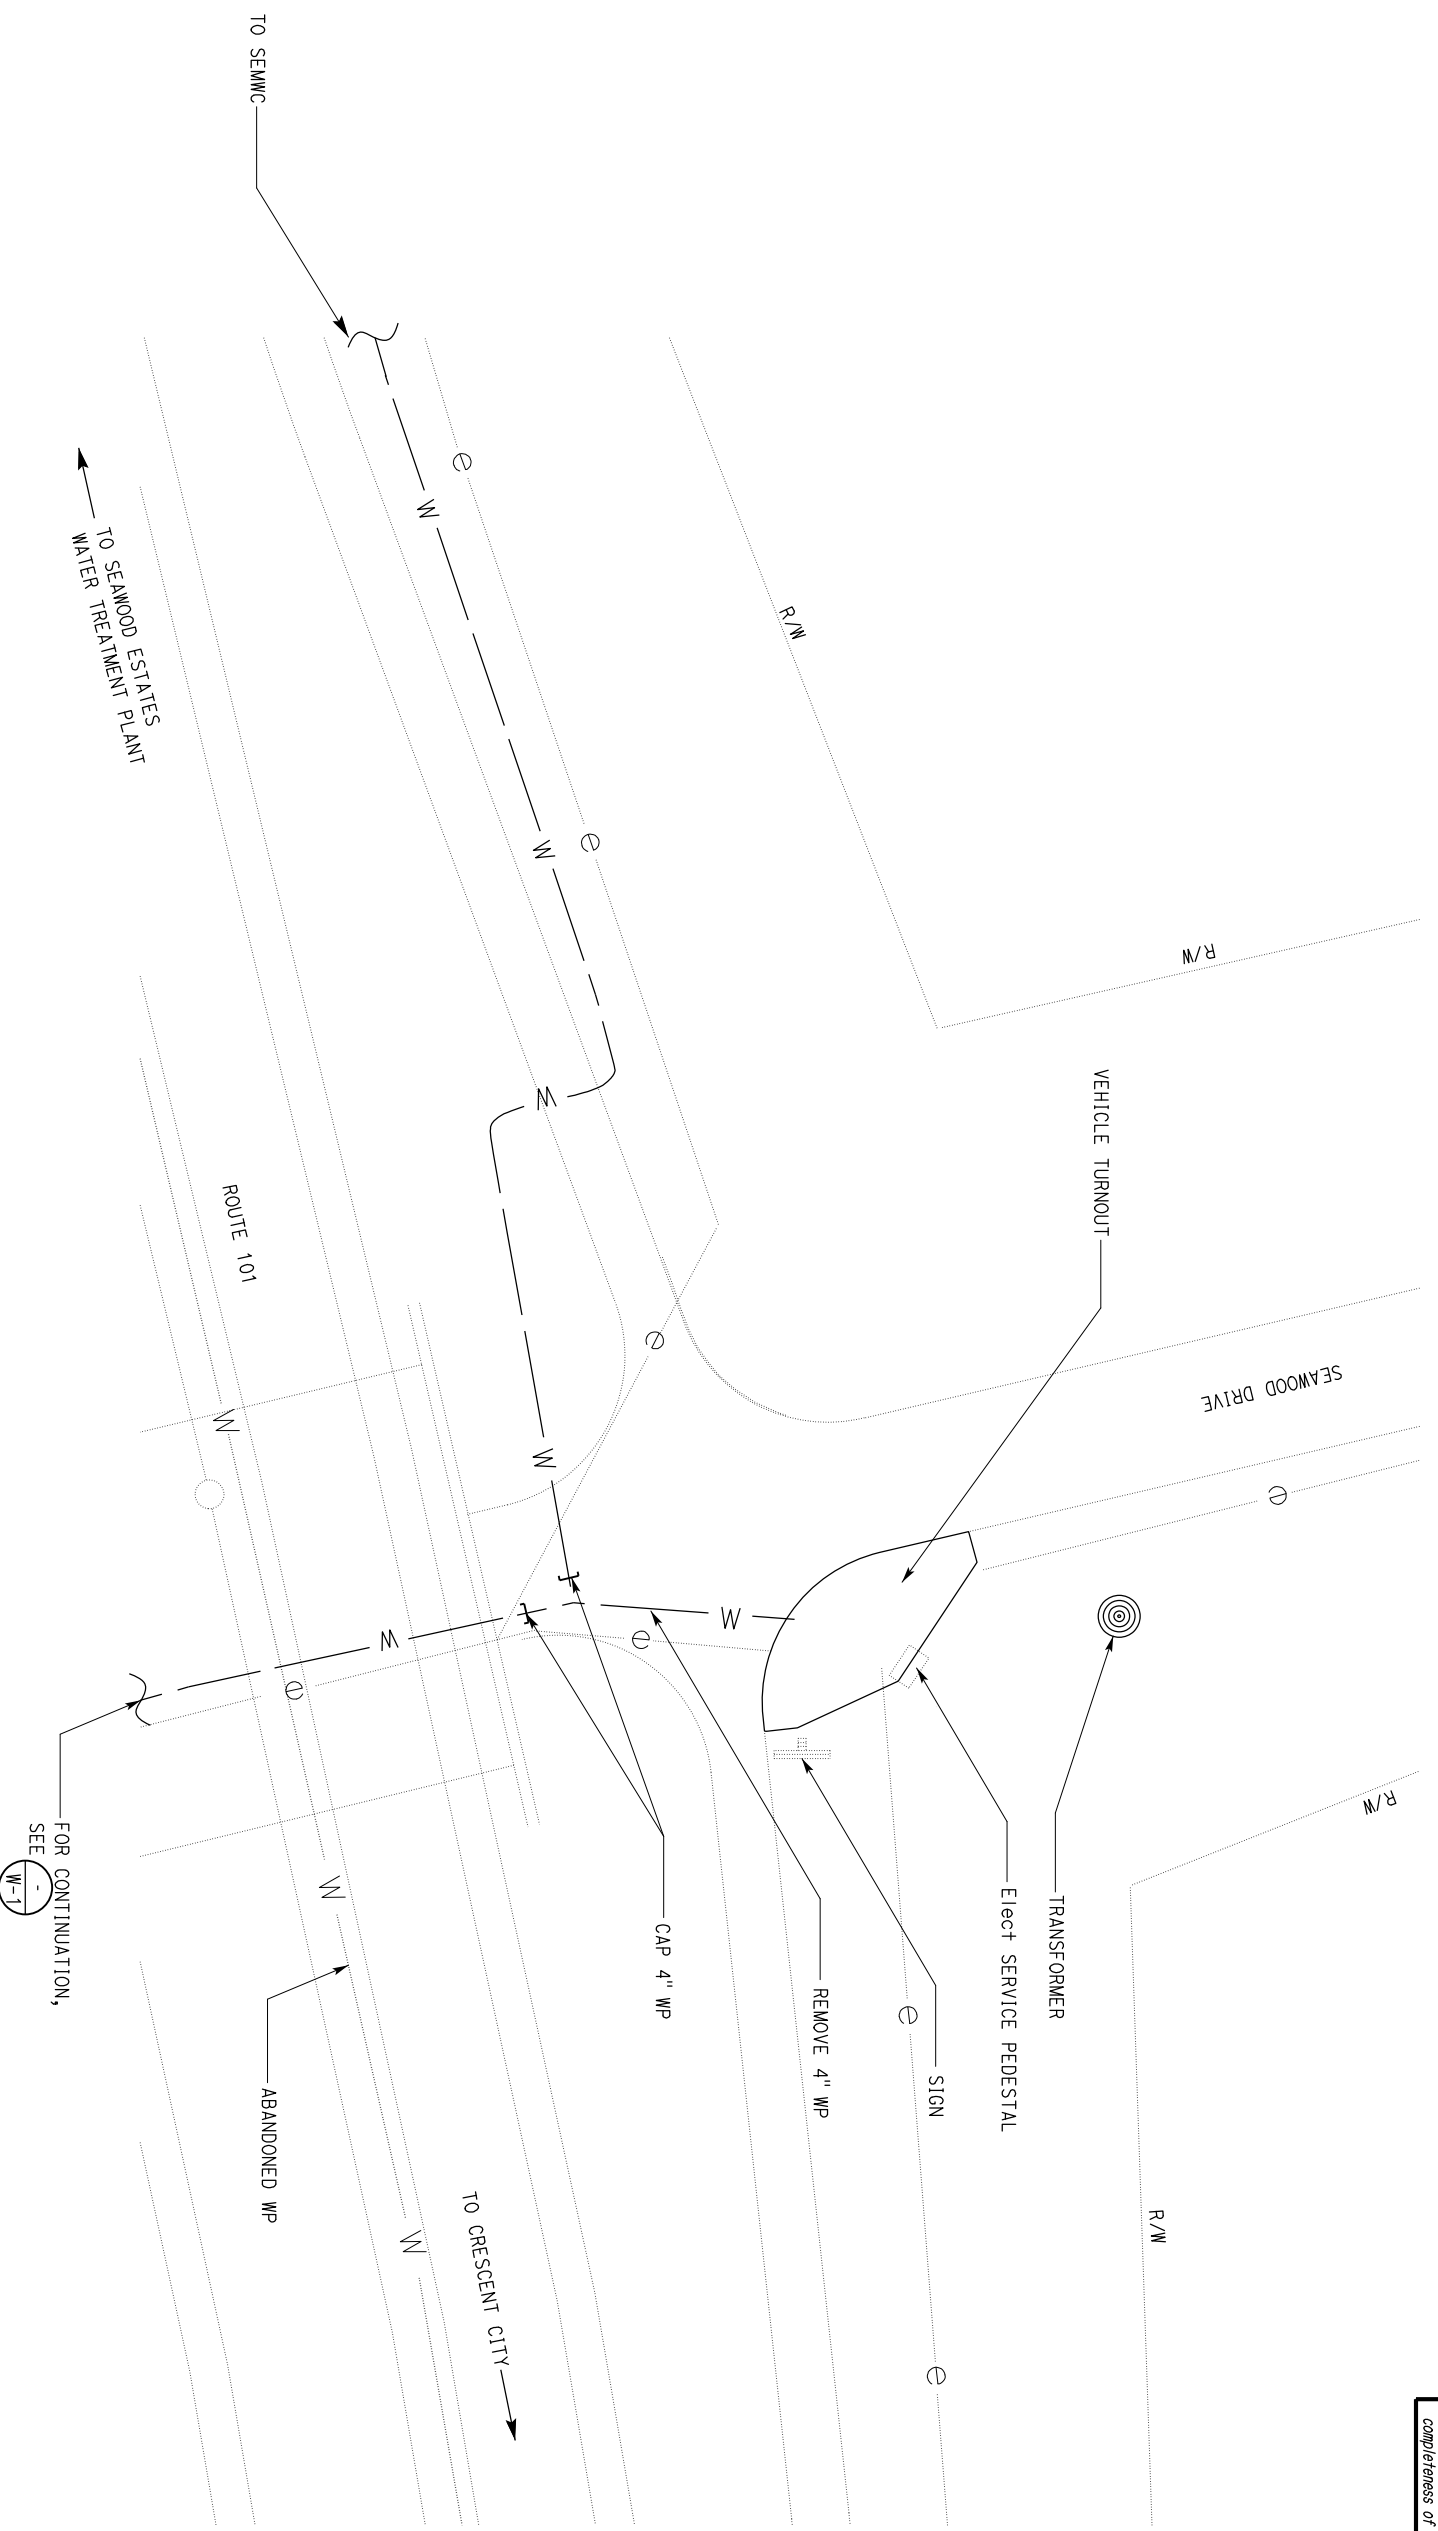 completeness of
TO SEMWC
TO SEAWOOD ESTATES
WATER TREATMENT PLANT
R/W
R/W
VEHICLE TURNOUT
SEAWOOD DRIVE
ROUTE 101
e
e
e
e
e
e
e
e
W
W
W
W
W
W
W
W
W
TRANSFORMER
Elect SERVICE PEDESTAL
SIGN
REMOVE 4" WP
CAP 4" WP
ABANDONED WP
FOR CONTINUATION,
SEE
-
W-1
TO CRESCENT CITY
R/W
R/W